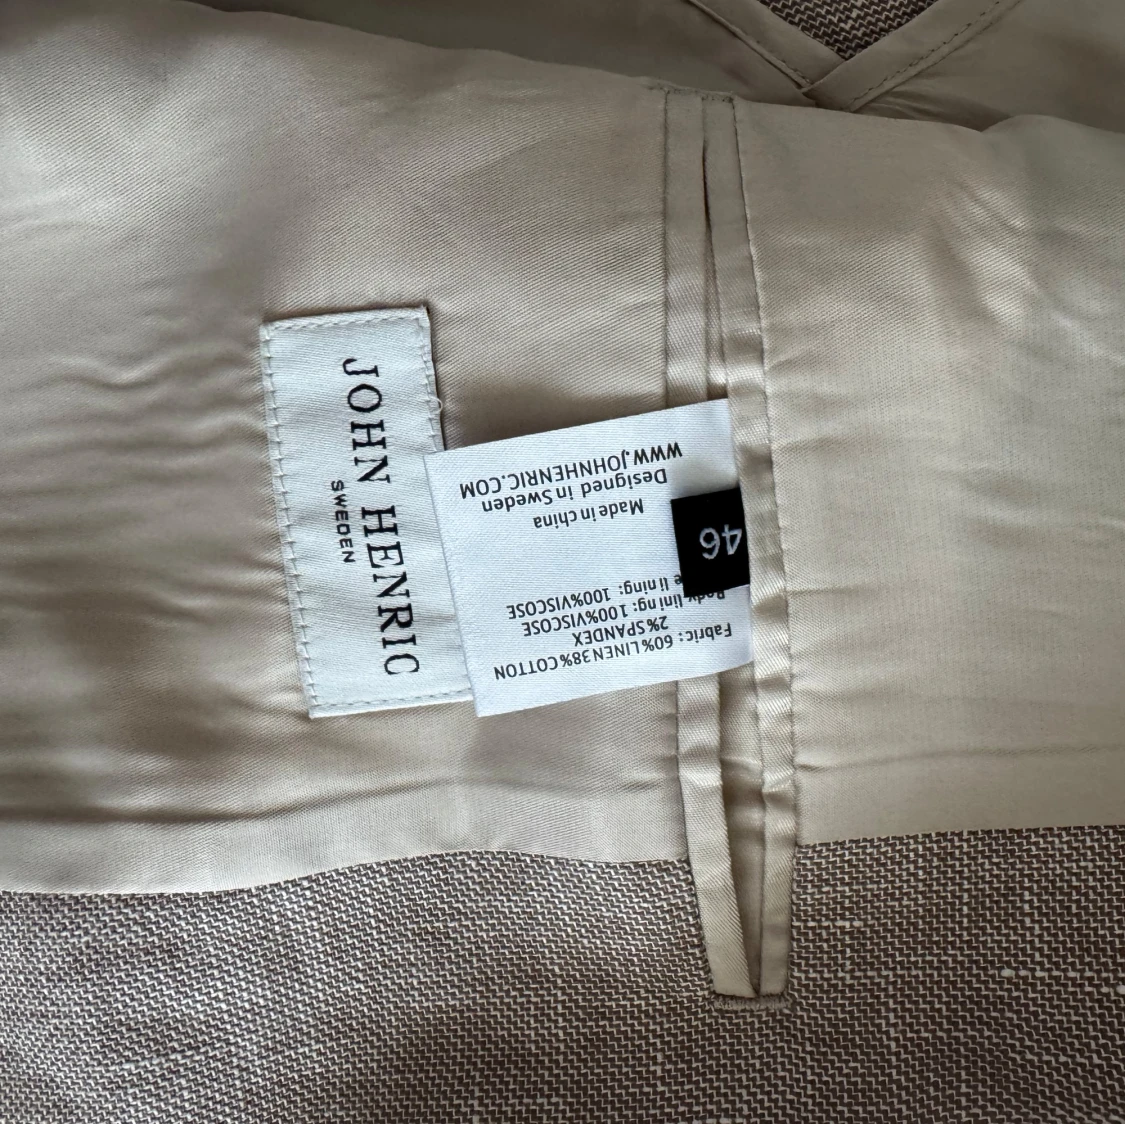 JOHN HENRIC
SWEDEN
Fabric: 60%LINEN38%COTTON
2%SPANDEX
Body lining: 100%VISCOSE
e lining: 100%VISCOSE
Made in china
Designed in Sweden
WWW.JOHNHENRIC.COM
46